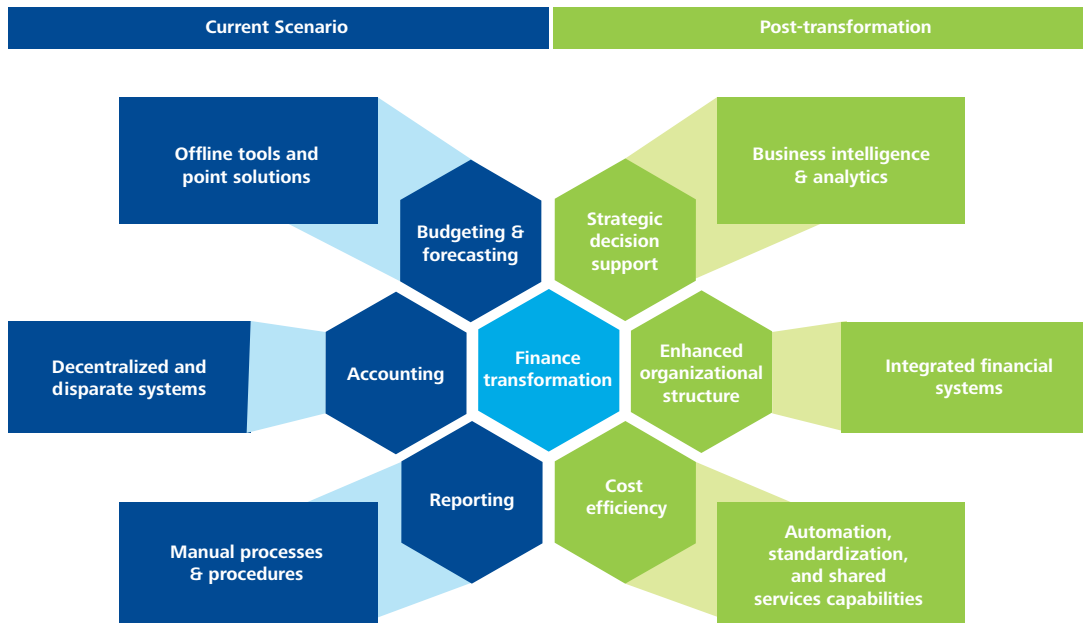 Current Scenario
Post-transformation
Offline tools and
point solutions
Business intelligence
& analytics
Budgeting &
forecasting
Strategic
decision
support
Decentralized and
disparate systems
Accounting
Finance
transformation
Enhanced
organizational
structure
Integrated financial
systems
Reporting
Cost
efficiency
Manual processes
& procedures
Automation,
standardization,
and shared
services capabilities